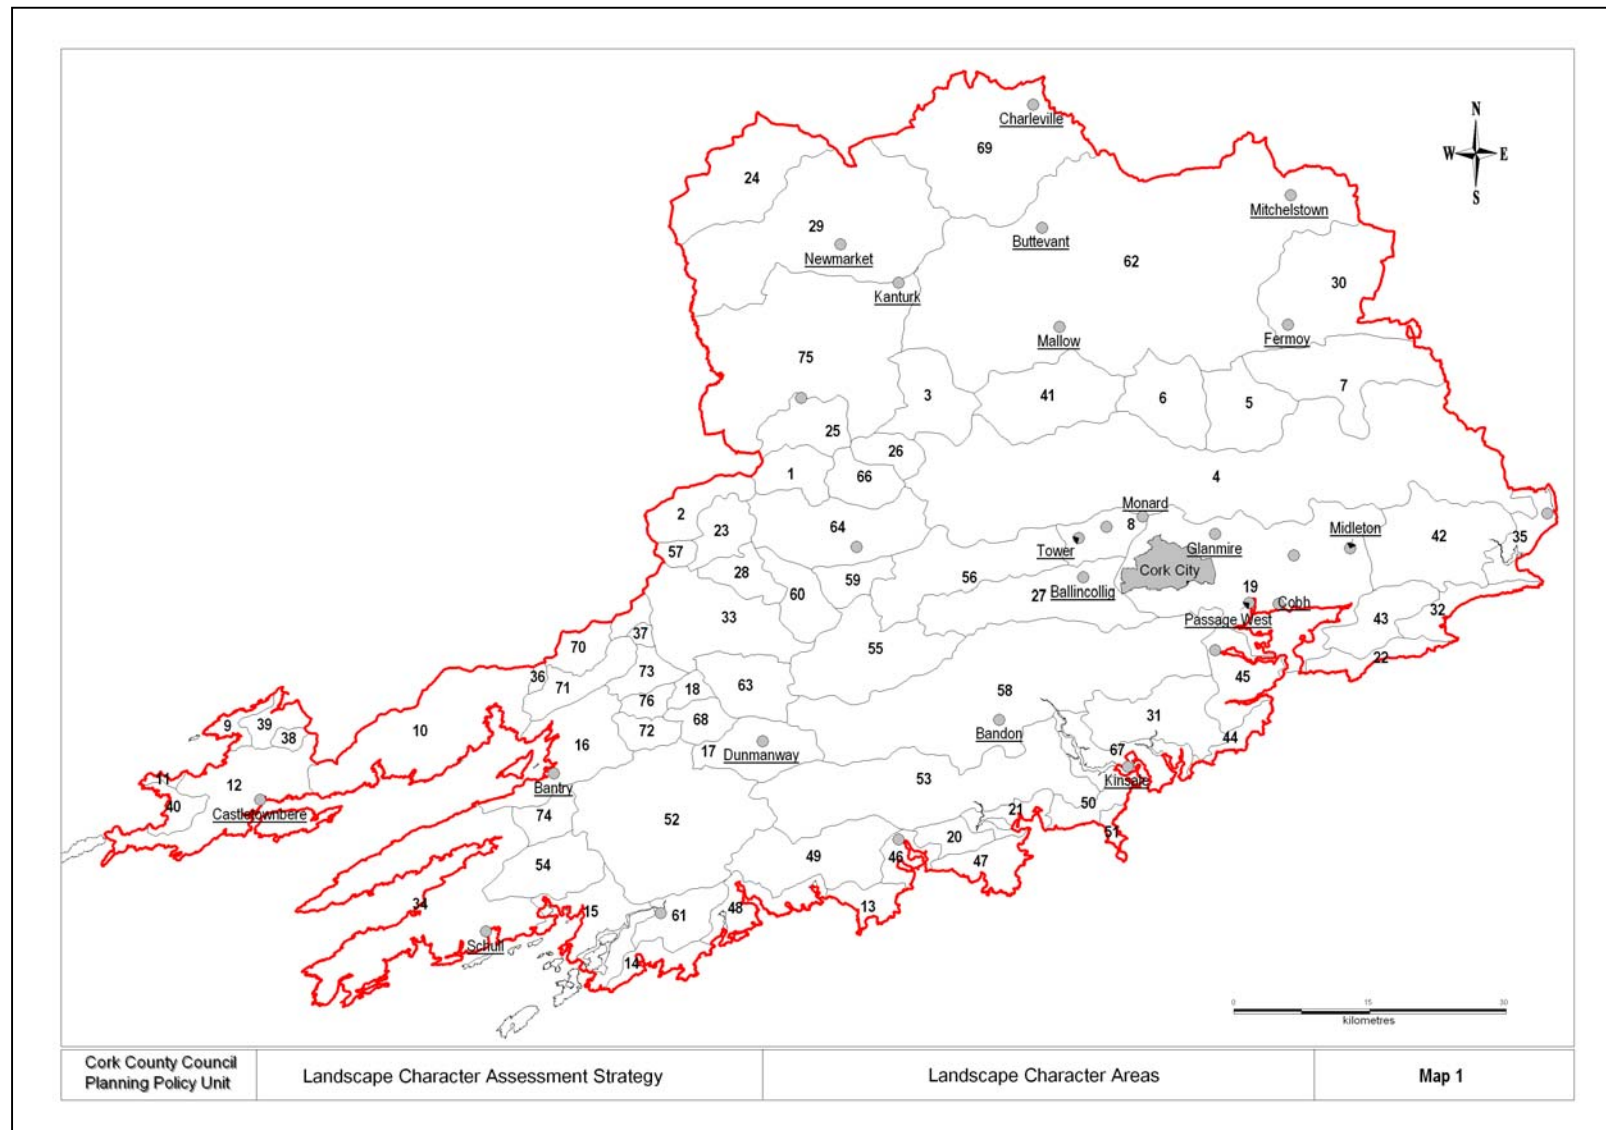 Charleville
69
N
W E
S
24
Mitchelstown
29
Buttevant
Newmarket
62
30
Kanturk
Mallow
Fermoy
75
7
3
41
6
5
25
26
1
66
4
2
23
64
Monard
8
Midleton
42
35
57
Tower
Glanmire
28
59
56
Cork City
60
27
Ballincollig
19
Cobh
33
Passage West
43
32
37
70
55
22
36
73
71
18
63
45
76
58
9
39
38
10
16
72
68
17
Dunmanway
Bandon
31
44
67
11
12
40
Castletownbere
Bantry
53
Kinsale
50
21
51
74
52
20
54
49
46
47
34
15
61
48
13
Schull
14
0 15 30
kilometres
Cork County Council
Planning Policy Unit
Landscape Character Assessment Strategy
Landscape Character Areas
Map 1